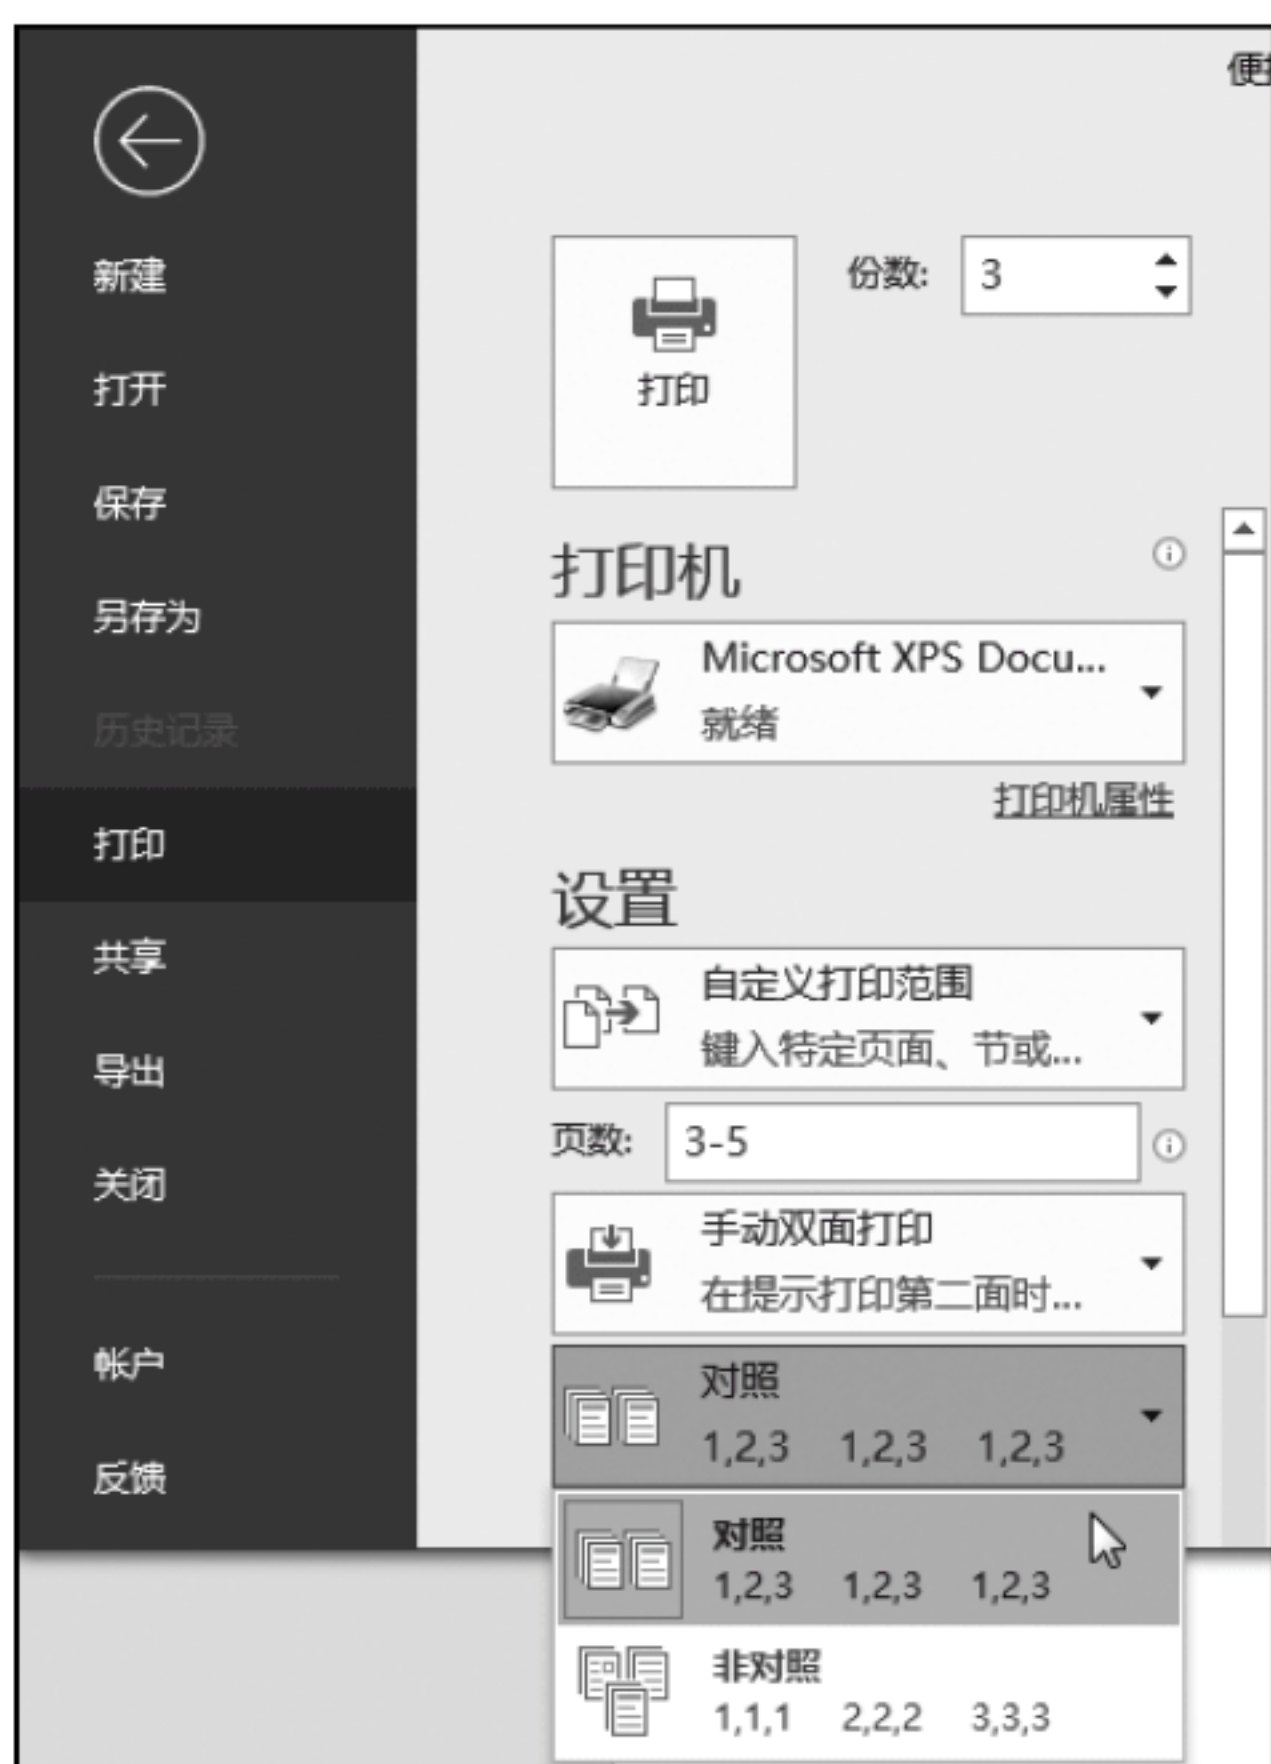 便
新建
打开
保存
另存为
历史记录
打印
共享
导出
关闭
帐户
反馈
份数: 3
打印
打印机
Microsoft XPS Docu...
就绪
打印机属性
设置
自定义打印范围
键入特定页面、节或...
页数: 3-5
手动双面打印
在提示打印第二面时...
对照
1,2,3 1,2,3 1,2,3
对照
1,2,3 1,2,3 1,2,3
非对照
1,1,1 2,2,2 3,3,3